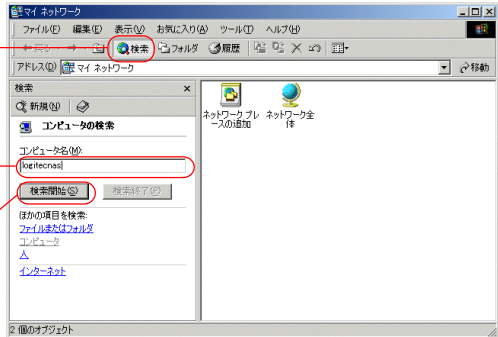 マイ ネットワーク
ファイル(F) 編集(E) 表示(V) お気に入り(A) ツール(T) ヘルプ(H)
戻る 検索 フォルダ 履歴
アドレス(D) マイ ネットワーク 移動
検索
新規(N)
コンピュータの検索
コンピュータ名(M):
logitecnas
検索開始(S) 検索終了(P)
ほかの項目を検索:
ファイルまたはフォルダ
コンピュータ
人
インターネット
ネットワーク プレースの追加
ネットワーク全体
2 個のオブジェクト